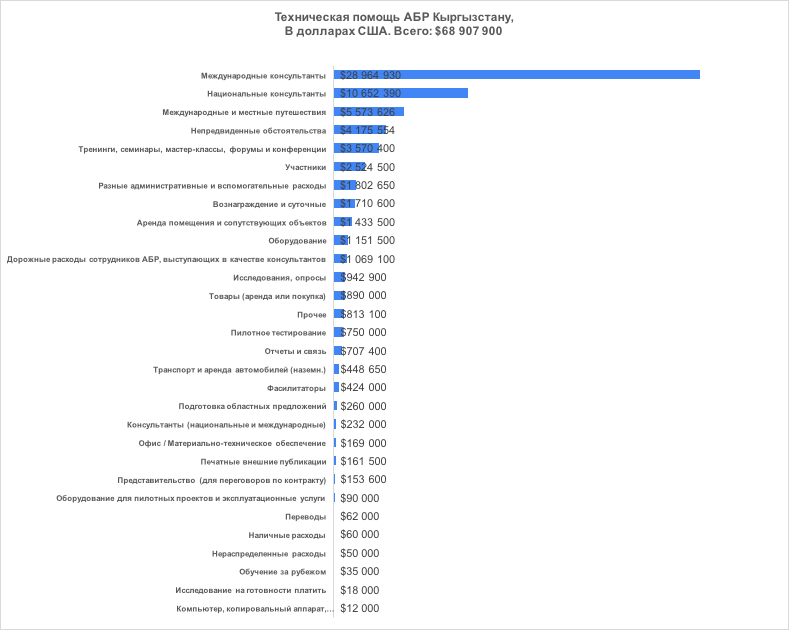 Техническая помощь АБР Кыргызстану,
В долларах США. Всего: $68 907 900
Международные консультанты $28 964 930
Национальные консультанты $10 652 390
Международные и местные путешествия $5 573 626
Непредвиденные обстоятельства $4 175 554
Тренинги, семинары, мастер-классы, форумы и конференции $3 570 400
Участники $2 524 500
Разные административные и вспомогательные расходы $1 802 650
Вознаграждение и суточные $1 710 600
Аренда помещения и сопутствующих объектов $1 433 500
Оборудование $1 151 500
Дорожные расходы сотрудников АБР, выступающих в качестве консультантов $1 069 100
Исследования, опросы $942 900
Товары (аренда или покупка) $890 000
Прочее $813 100
Пилотное тестирование $750 000
Отчеты и связь $707 400
Транспорт и аренда автомобилей (наземн.) $448 650
Фасилитаторы $424 000
Подготовка областных предложений $260 000
Консультанты (национальные и международные) $232 000
Офис / Материально-техническое обеспечение $169 000
Печатные внешние публикации $161 500
Представительство (для переговоров по контракту) $153 600
Оборудование для пилотных проектов и эксплуатационные услуги $90 000
Переводы $62 000
Наличные расходы $60 000
Нераспределенные расходы $50 000
Обучение за рубежом $35 000
Исследование на готовности платить $18 000
Компьютер, копировальный аппарат,... $12 000